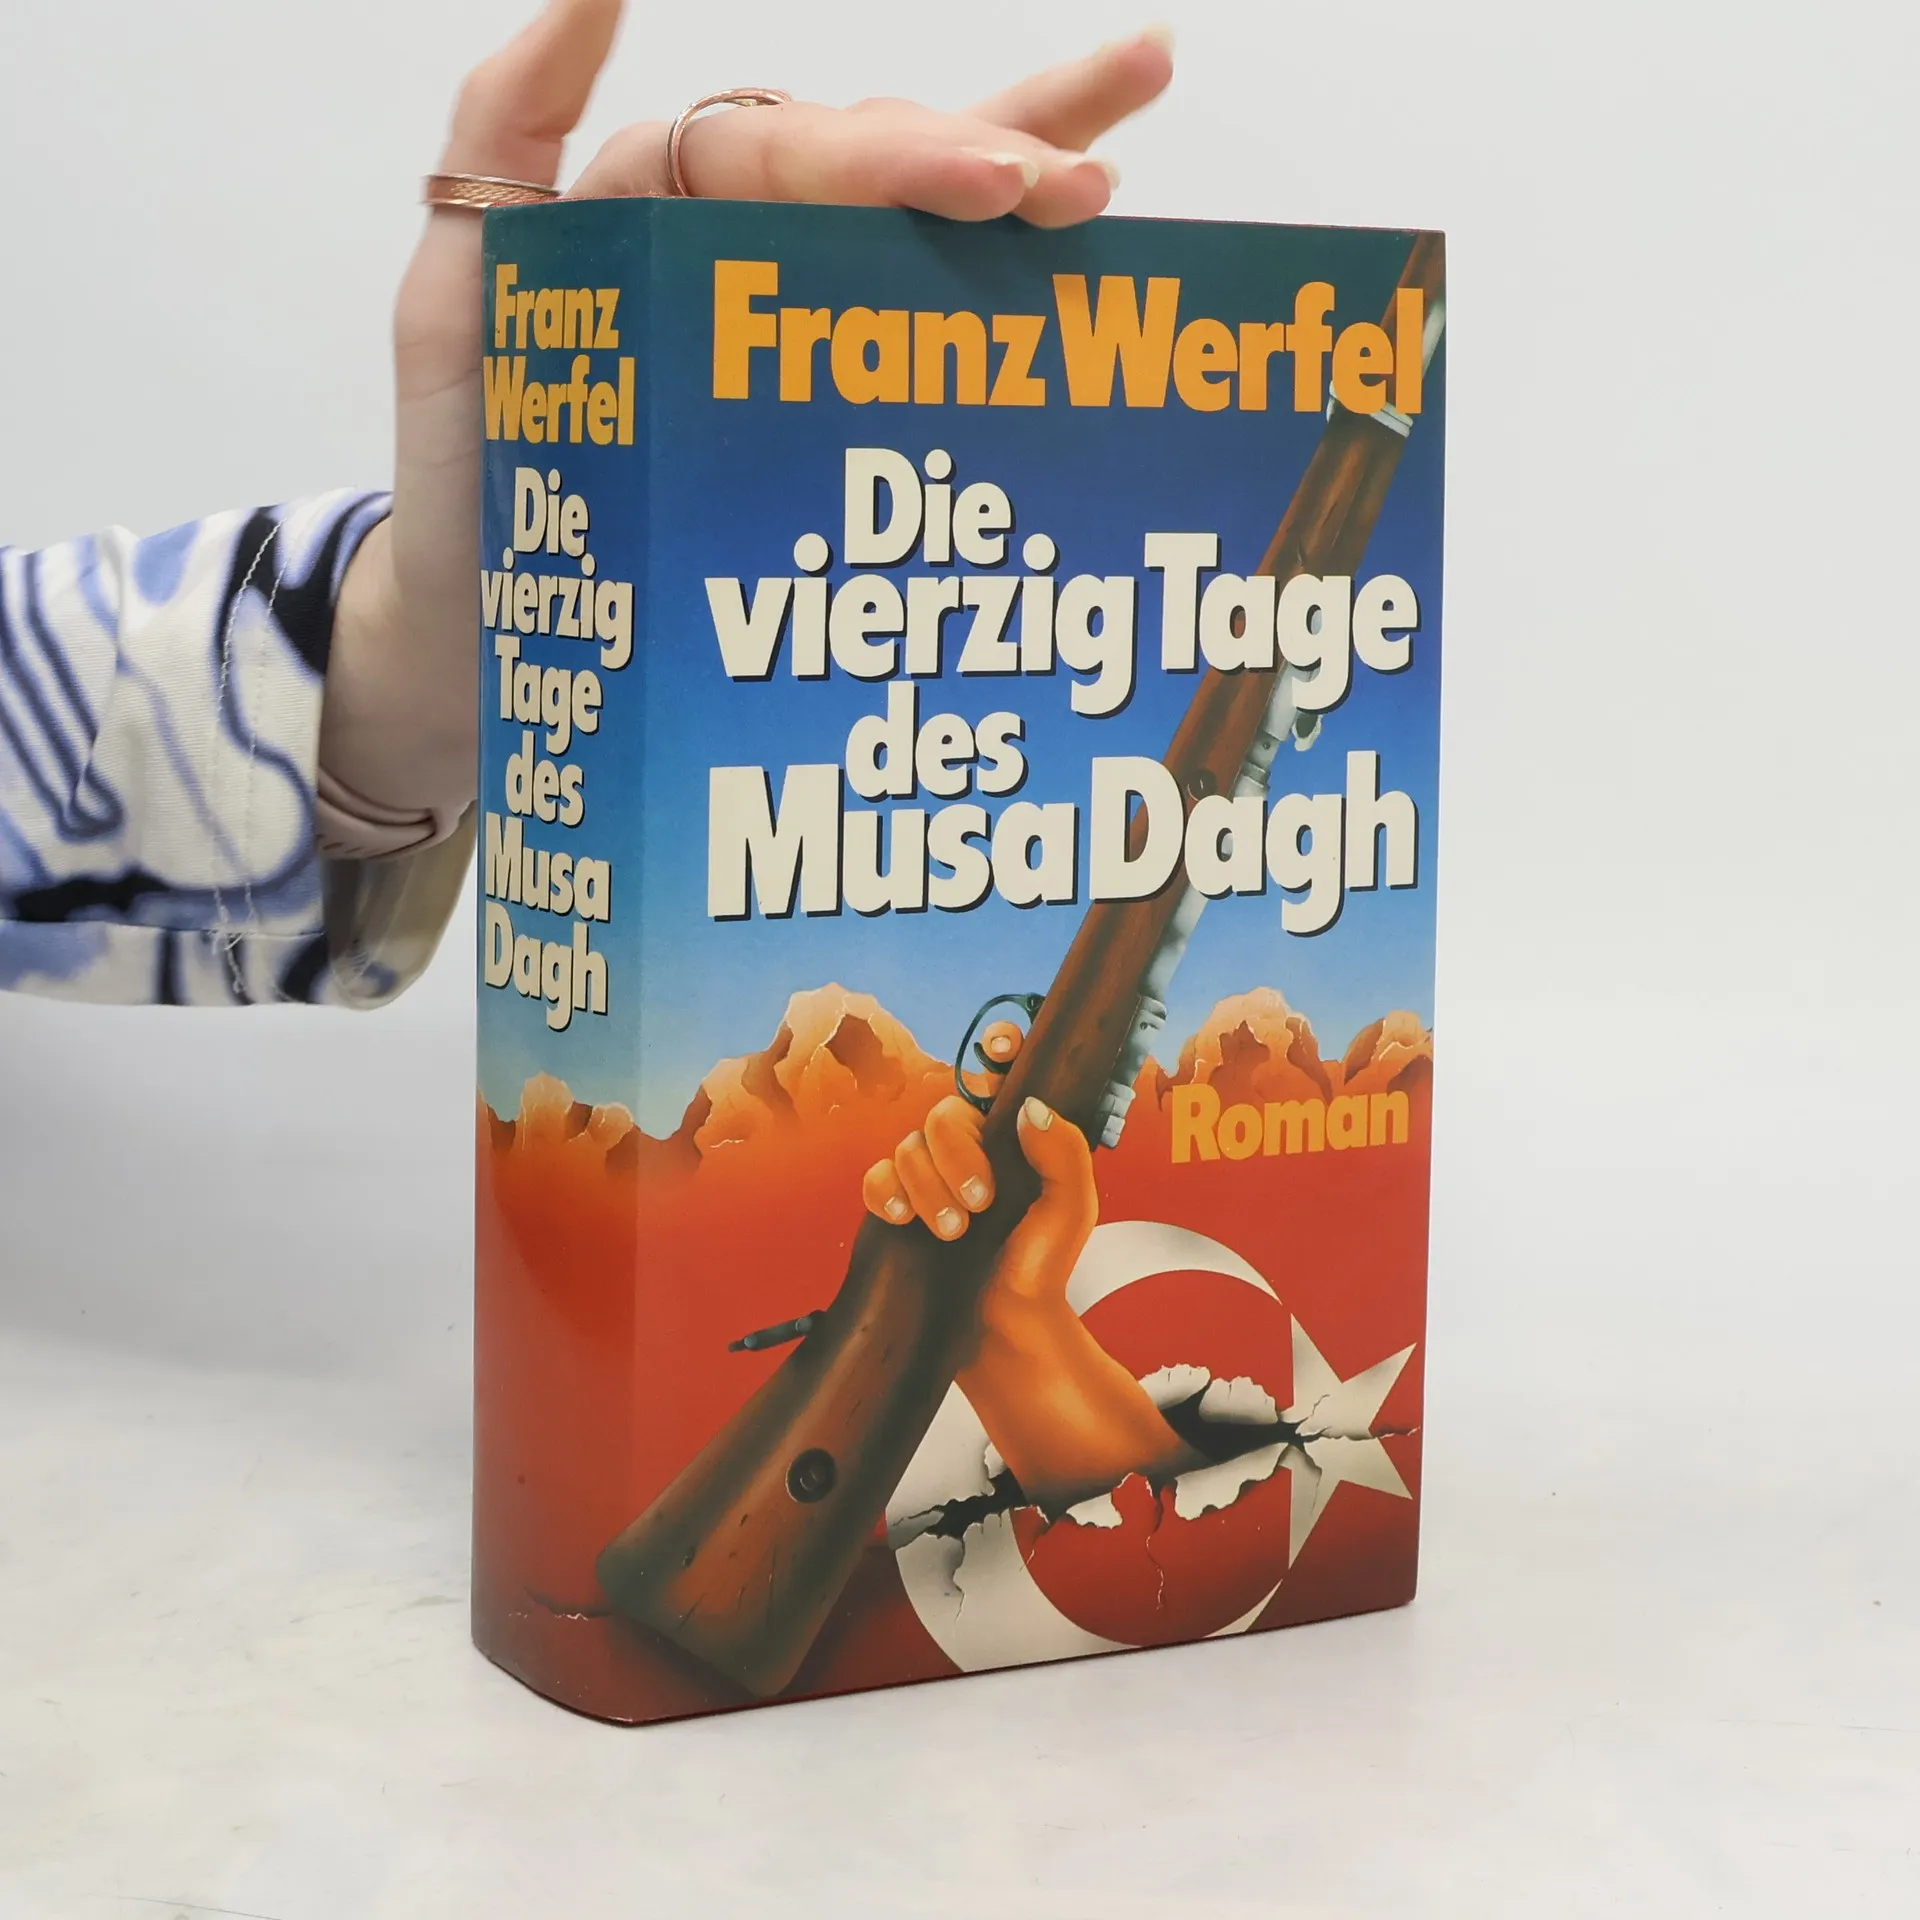 Franz
Werfel
Die
vierzig
Tage
des
Musa
Dagh
Franz Werfel
Die
vierzig Tage
des
Musa Dagh
Roman